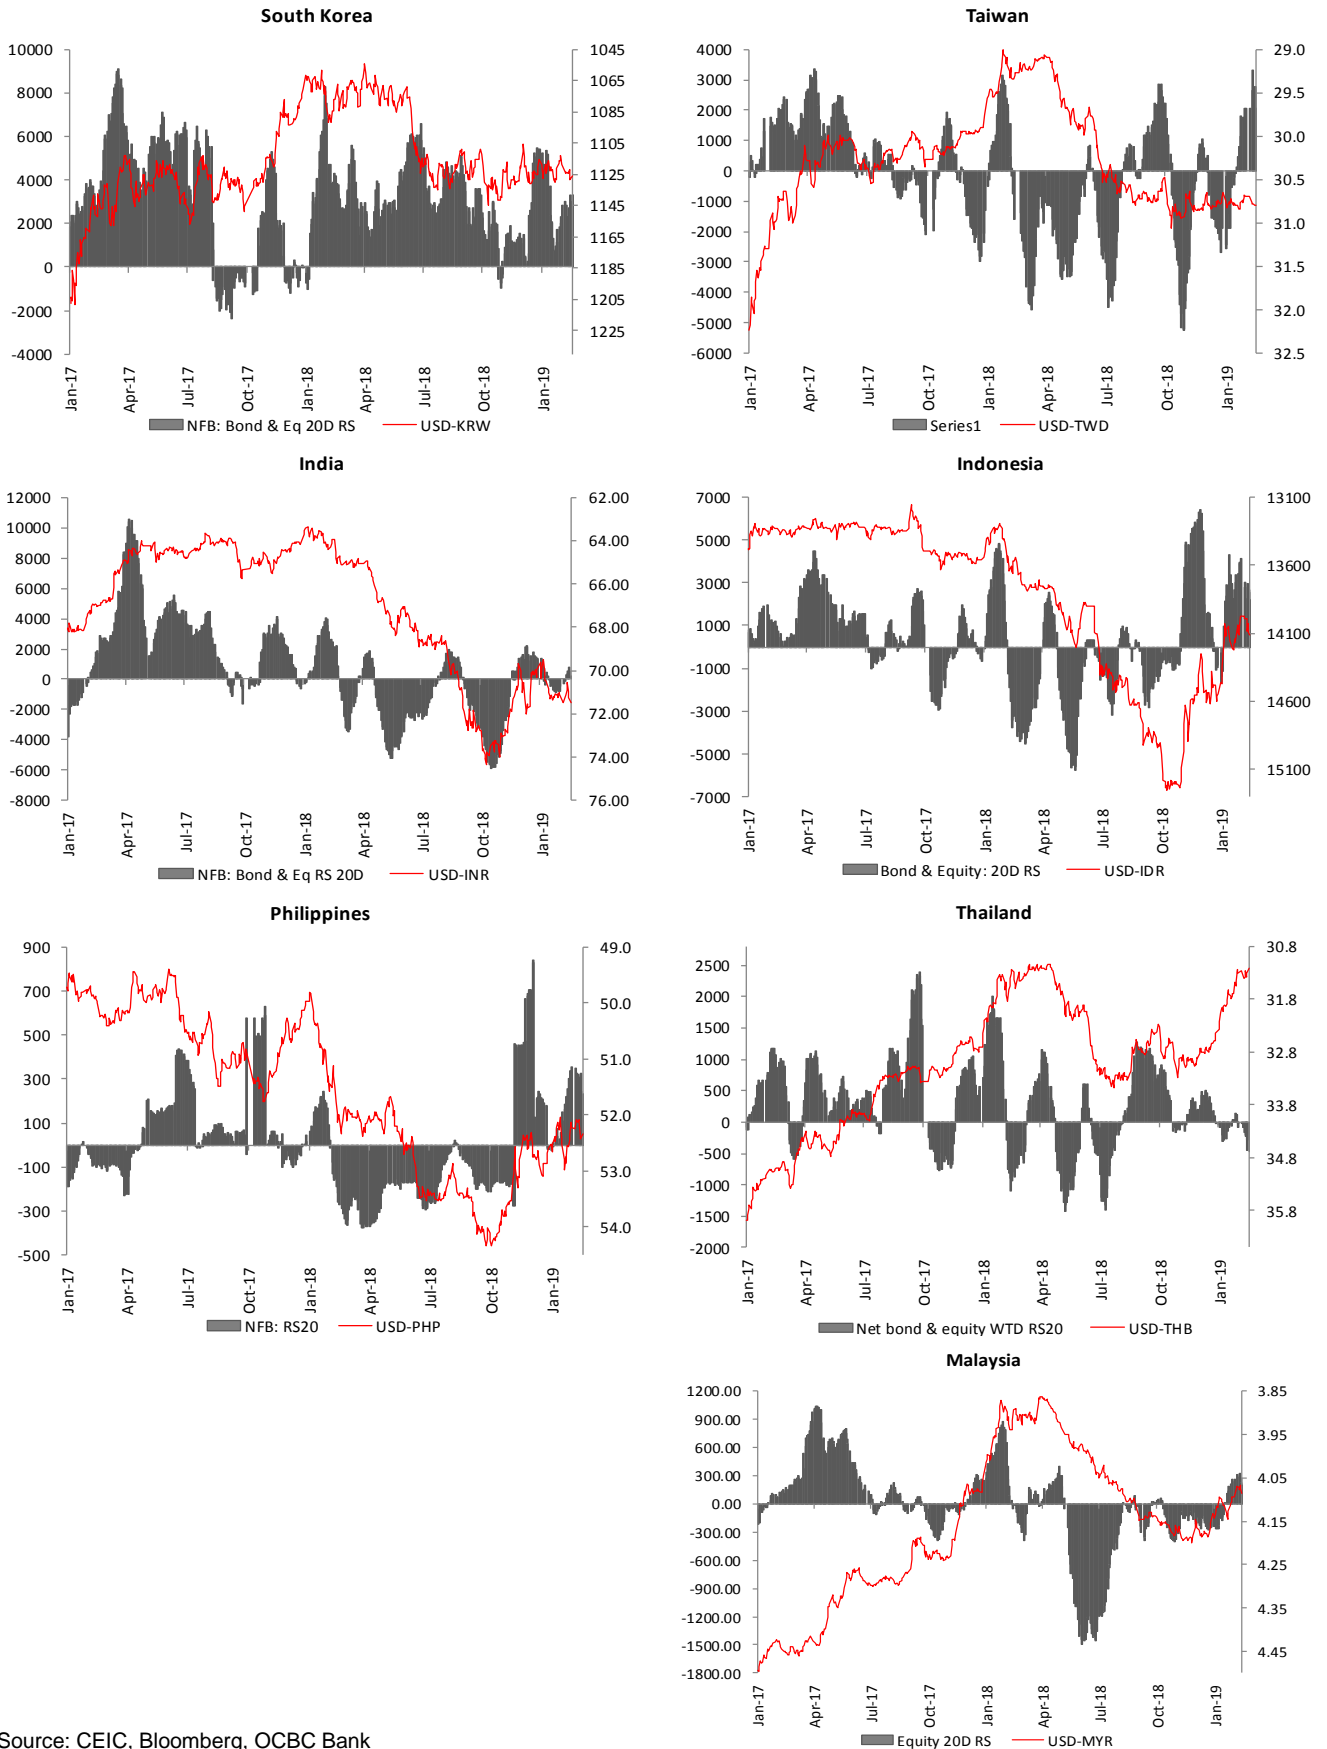 South Korea
10000
8000
6000
4000
2000
0
-2000
-4000
1045
1065
1085
1105
1125
1145
1165
1185
1205
1225
Jan-17
Apr-17
Jul-17
Oct-17
Jan-18
Apr-18
Jul-18
Oct-18
Jan-19
NFB: Bond & Eq 20D RS USD-KRW
Taiwan
4000
3000
2000
1000
0
-1000
-2000
-3000
-4000
-5000
-6000
29.0
29.5
30.0
30.5
31.0
31.5
32.0
32.5
Jan-17
Apr-17
Jul-17
Oct-17
Jan-18
Apr-18
Jul-18
Oct-18
Jan-19
Series1 USD-TWD
India
12000
10000
8000
6000
4000
2000
0
-2000
-4000
-6000
-8000
62.00
64.00
66.00
68.00
70.00
72.00
74.00
76.00
Jan-17
Apr-17
Jul-17
Oct-17
Jan-18
Apr-18
Jul-18
Oct-18
Jan-19
NFB: Bond & Eq RS 20D USD-INR
Indonesia
7000
5000
3000
1000
-1000
-3000
-5000
-7000
13100
13600
14100
14600
15100
Jan-17
Apr-17
Jul-17
Oct-17
Jan-18
Apr-18
Jul-18
Oct-18
Jan-19
Bond & Equity: 20D RS USD-IDR
Philippines
900
700
500
300
100
-100
-300
-500
49.0
50.0
51.0
52.0
53.0
54.0
Jan-17
Apr-17
Jul-17
Oct-17
Jan-18
Apr-18
Jul-18
Oct-18
Jan-19
NFB: RS20 USD-PHP
Thailand
2500
2000
1500
1000
500
0
-500
-1000
-1500
-2000
30.8
31.8
32.8
33.8
34.8
35.8
Jan-17
Apr-17
Jul-17
Oct-17
Jan-18
Apr-18
Jul-18
Oct-18
Jan-19
Net bond & equity WTD RS20 USD-THB
Malaysia
1200.00
900.00
600.00
300.00
0.00
-300.00
-600.00
-900.00
-1200.00
-1500.00
-1800.00
3.85
3.95
4.05
4.15
4.25
4.35
4.45
Jan-17
Apr-17
Jul-17
Oct-17
Jan-18
Apr-18
Jul-18
Oct-18
Jan-19
Equity 20D RS USD-MYR
Source: CEIC, Bloomberg, OCBC Bank